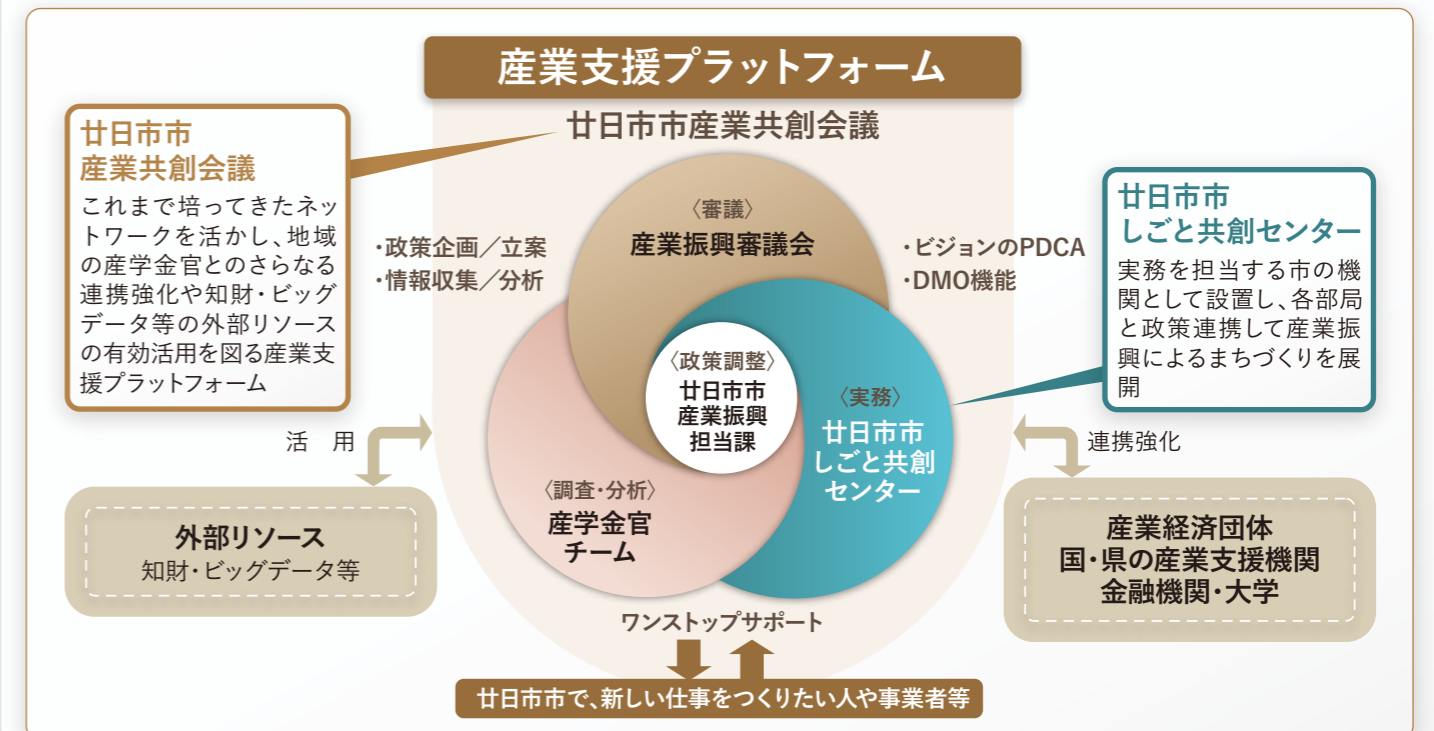 産業支援プラットフォーム
廿日市市産業共創会議
廿日市市
産業共創会議
これまで培ってきたネッ
トワークを活かし、地域
の産学金官とのさらなる
連携強化や知財・ビッグ
データ等の外部リソース
の有効活用を図る産業支
援プラットフォーム
・政策企画／立案
・情報収集／分析
〈審議〉
産業振興審議会
・ビジョンのPDCA
・DMO機能
廿日市市
しごと共創センター
実務を担当する市の機
関として設置し、各部局
と政策連携して産業振
興によるまちづくりを展
開
〈政策調整〉
廿日市市
産業振興
担当課
〈実務〉
廿日市市
しごと共創
センター
〈調査・分析〉
産学金官
チーム
活　用
外部リソース
知財・ビッグデータ等
連携強化
産業経済団体
国・県の産業支援機関
金融機関・大学
ワンストップサポート
廿日市市で、新しい仕事をつくりたい人や事業者等